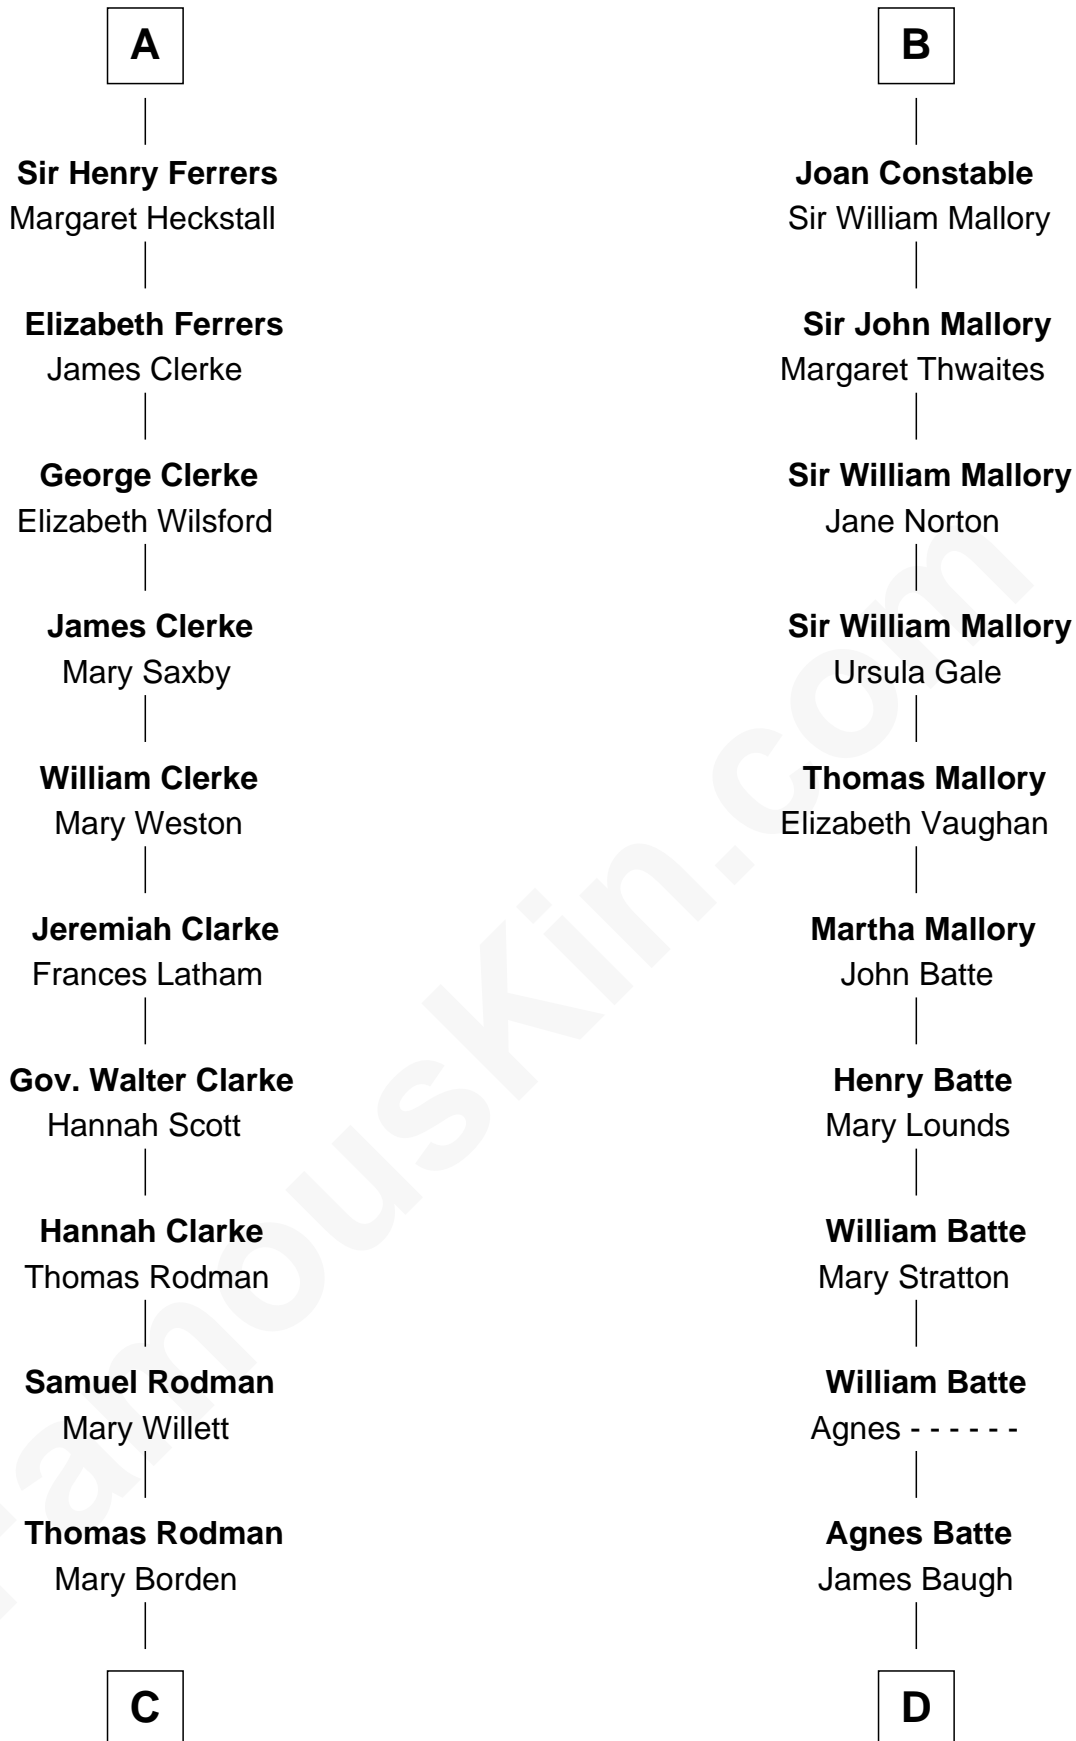 A
Sir Henry Ferrers
Margaret Heckstall
Elizabeth Ferrers
James Clerke
George Clerke
Elizabeth Wilsford
James Clerke
Mary Saxby
William Clerke
Mary Weston
Jeremiah Clarke
Frances Latham
Gov. Walter Clarke
Hannah Scott
Hannah Clarke
Thomas Rodman
Samuel Rodman
Mary Willett
Thomas Rodman
Mary Borden
C
B
Joan Constable
Sir William Mallory
Sir John Mallory
Margaret Thwaites
Sir William Mallory
Jane Norton
Sir William Mallory
Ursula Gale
Thomas Mallory
Elizabeth Vaughan
Martha Mallory
John Batte
Henry Batte
Mary Lounds
William Batte
Mary Stratton
William Batte
Agnes - - - - - -
Agnes Batte
James Baugh
D
FamousKin.com